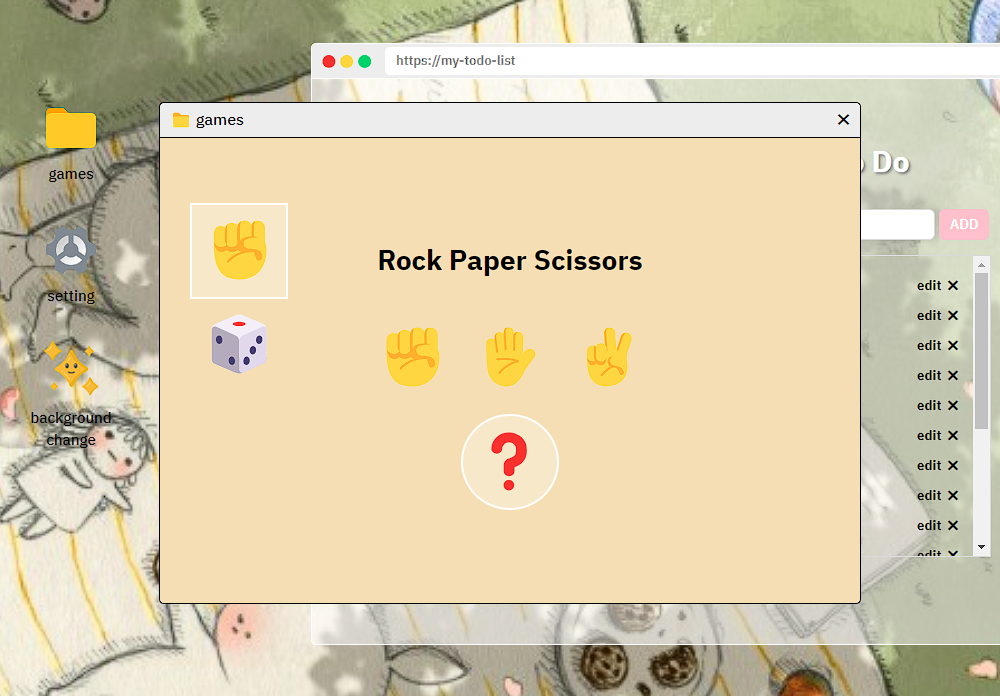 https://my-todo-list
games
games
setting
background
change
Rock Paper Scissors
Do
ADD
edit
edit
edit
edit
edit
edit
edit
edit
edit
edit